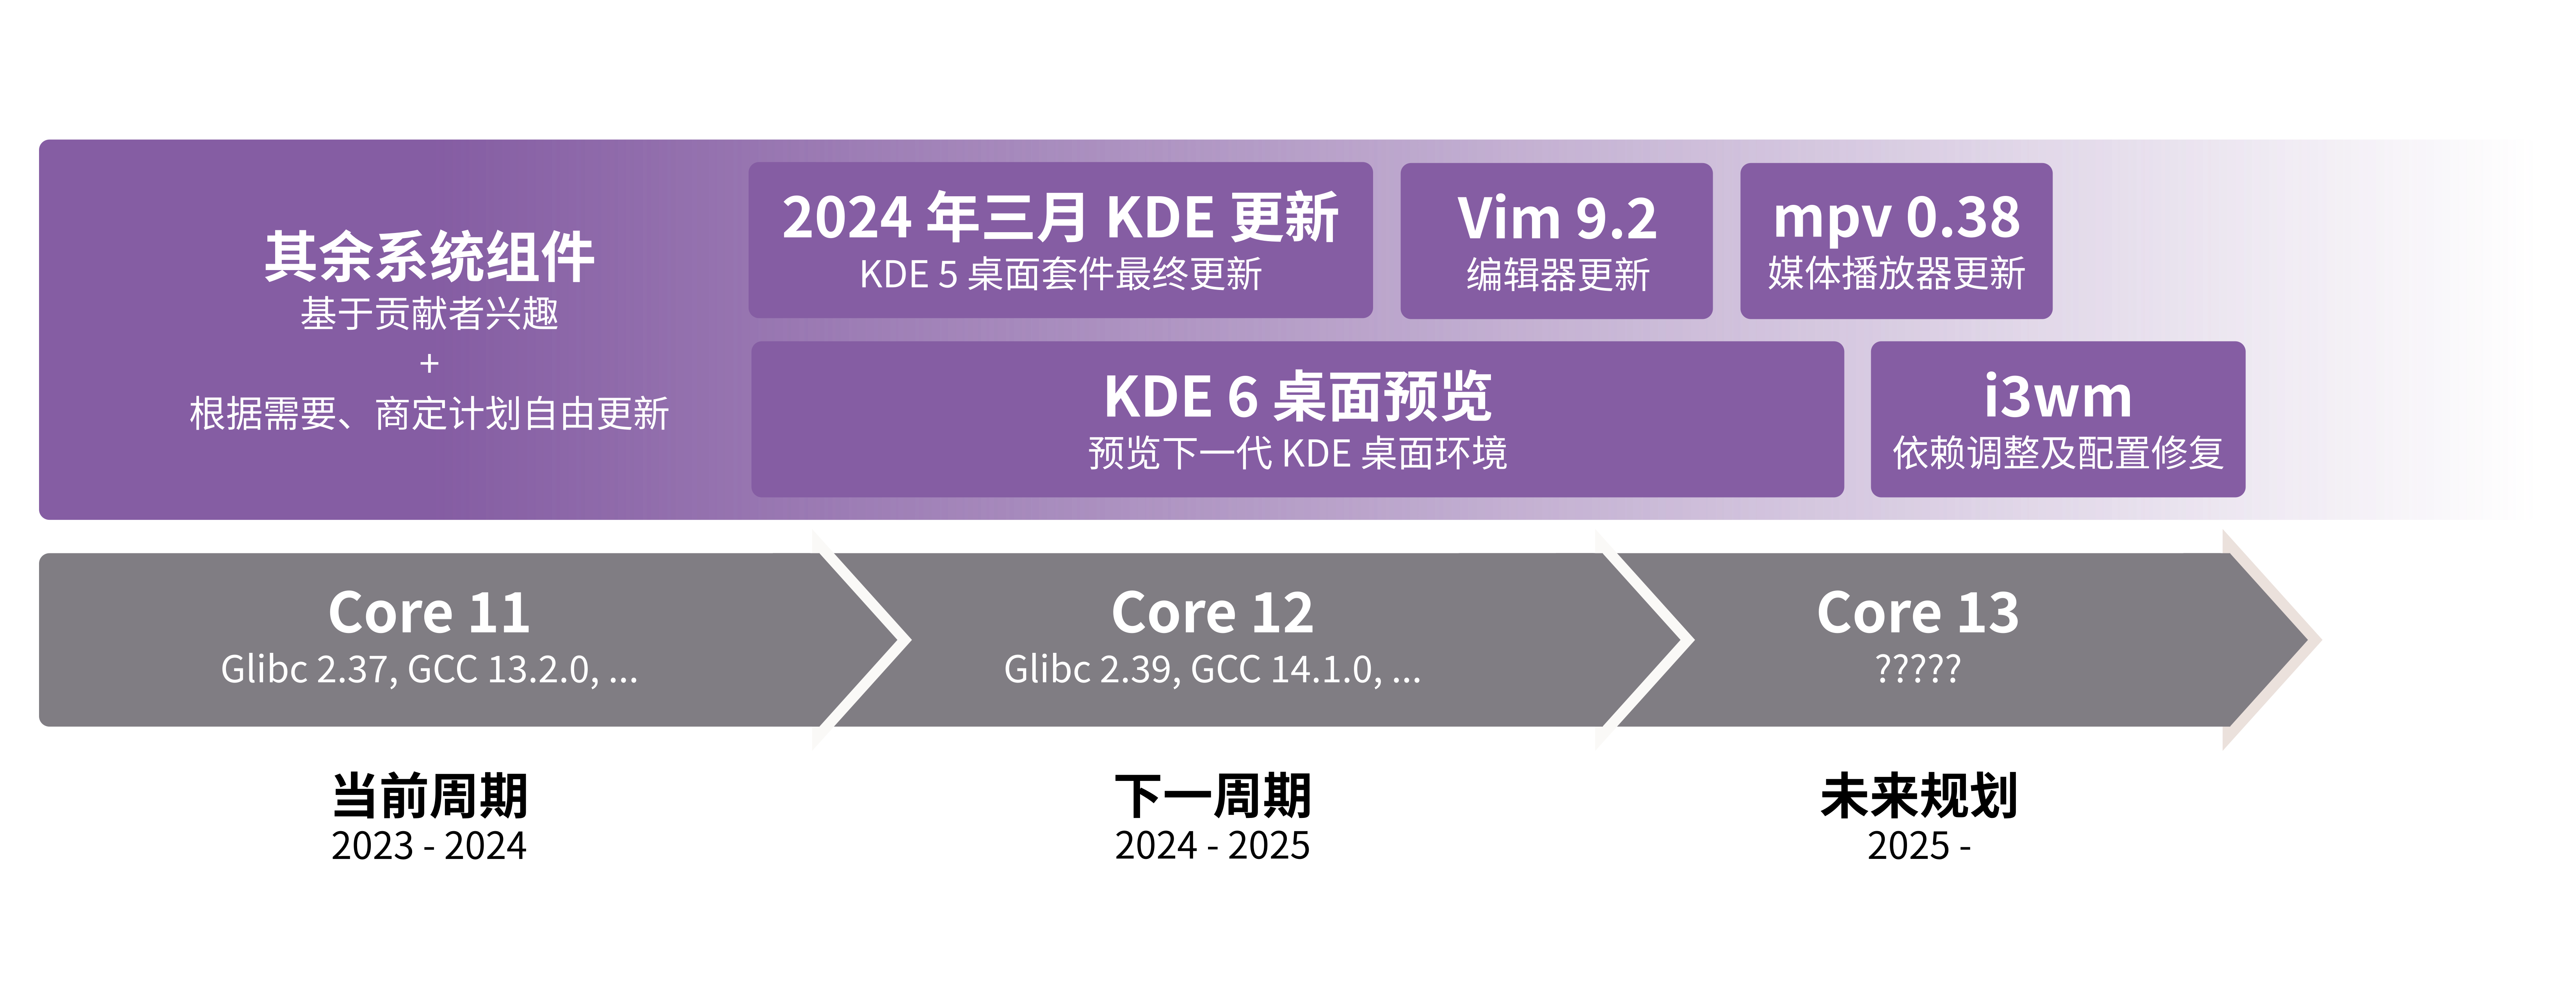 其余系统组件
基于贡献者兴趣
+
根据需要、商定计划自由更新
2024 年三月 KDE 更新
KDE 5 桌面套件最终更新
Vim 9.2
编辑器更新
mpv 0.38
媒体播放器更新
KDE 6 桌面预览
预览下一代 KDE 桌面环境
i3wm
依赖调整及配置修复
Core 11
Glibc 2.37, GCC 13.2.0, ...
Core 12
Glibc 2.39, GCC 14.1.0, ...
Core 13
?????
当前周期
2023 - 2024
下一周期
2024 - 2025
未来规划
2025 -